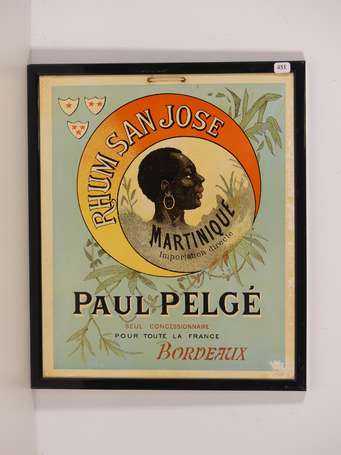 RHUM SAN JOSE
MARTINIQUE
Importation directe
PAUL PELGÉ
SEUL CONCESSIONNAIRE
POUR TOUTE LA FRANCE
BORDEAUX